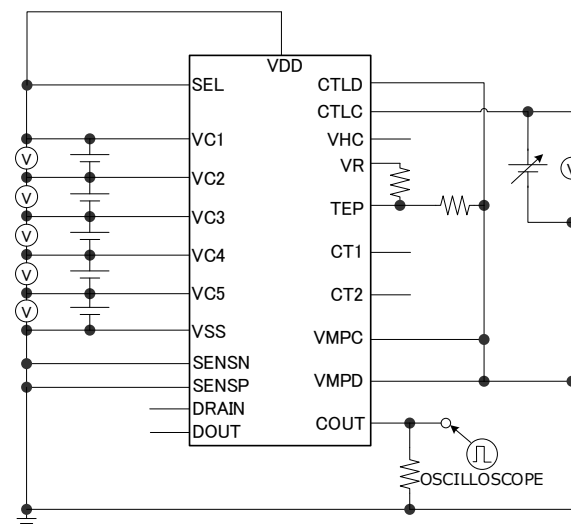 VDD
SEL
VC1
VC2
VC3
VC4
VC5
VSS
SENSN
SENSP
DRAIN
DOUT
CTLD
CTLC
VHC
VR
TEP
CT1
CT2
VMPC
VMPD
COUT
V
V
V
V
V
V
OSCILLOSCOPE